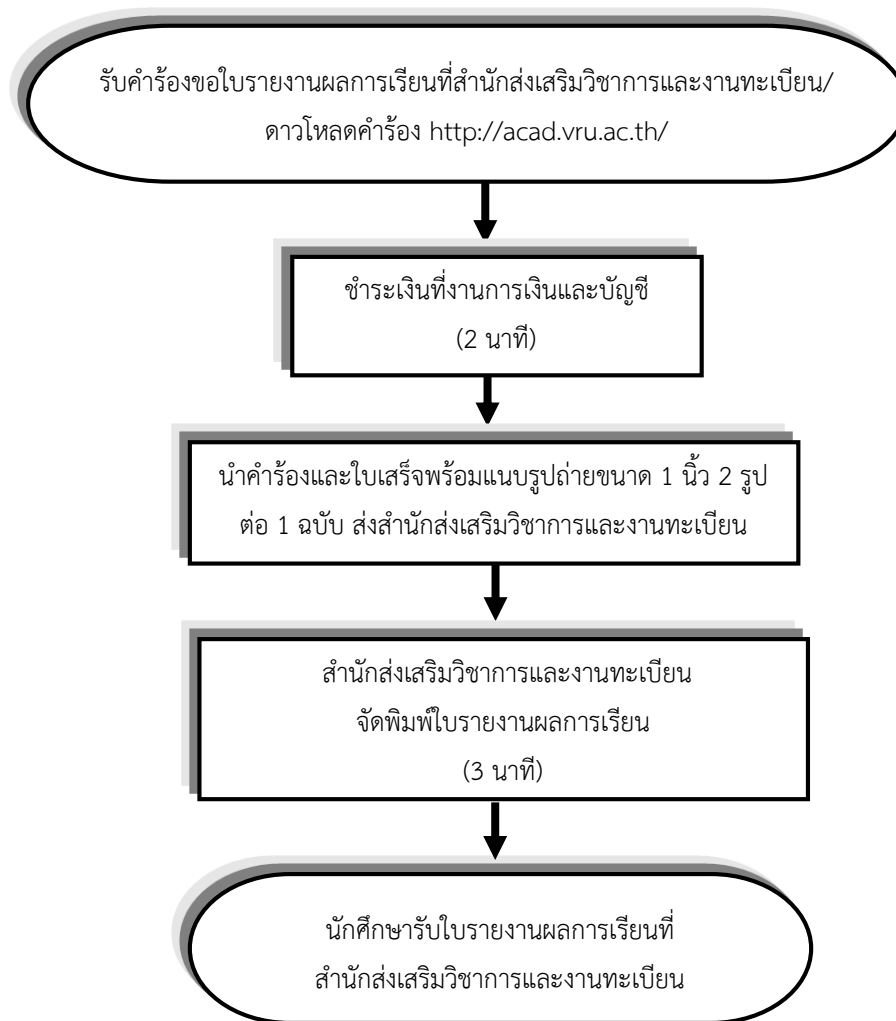 รับคำร้องขอใบรายงานผลการเรียนที่สำนักส่งเสริมวิชาการและงานทะเบียน/
ดาวโหลดคำร้อง http://acad.vru.ac.th/
ชำระเงินที่งานการเงินและบัญชี
(2 นาที)
นำคำร้องและใบเสร็จพร้อมแนบรูปถ่ายขนาด 1 นิ้ว 2 รูป
ต่อ 1 ฉบับ ส่งสำนักส่งเสริมวิชาการและงานทะเบียน
สำนักส่งเสริมวิชาการและงานทะเบียน
จัดพิมพ์ใบรายงานผลการเรียน
(3 นาที)
นักศึกษารับใบรายงานผลการเรียนที่
สำนักส่งเสริมวิชาการและงานทะเบียน